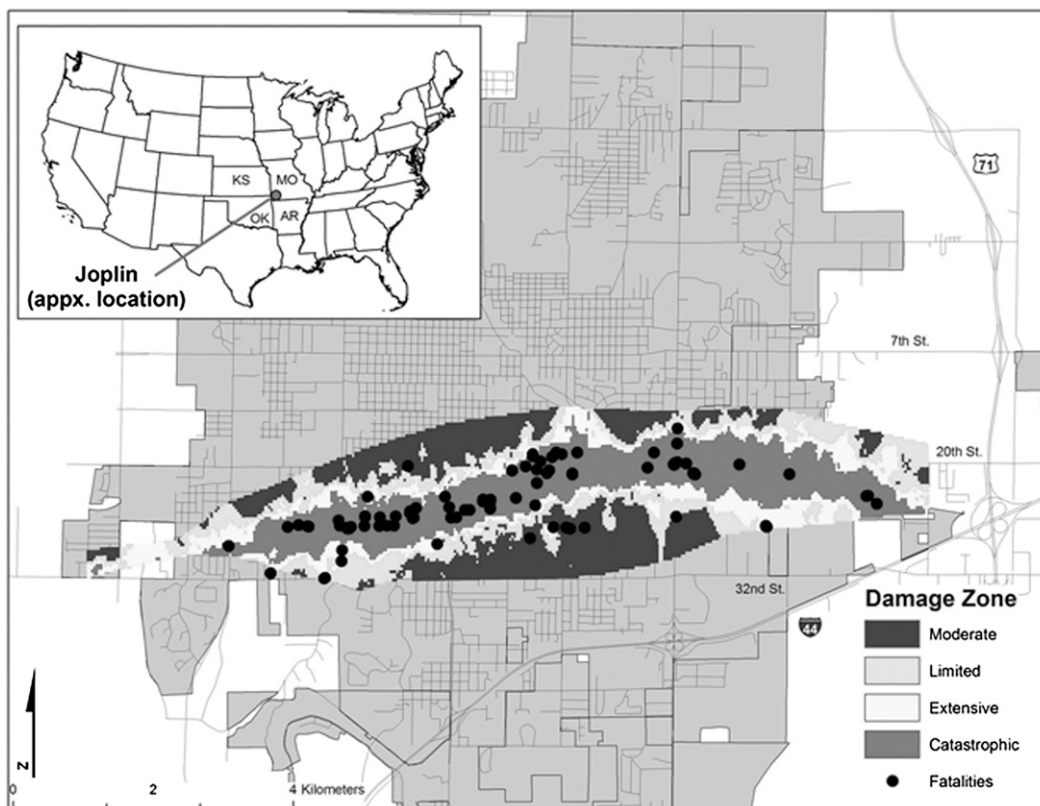 KS
MO
OK
AR
Joplin
(appx. location)
71
7th St.
20th St.
32nd St.
44
Damage Zone
Moderate
Limited
Extensive
Catastrophic
Fatalities
N
0 2 4 Kilometers